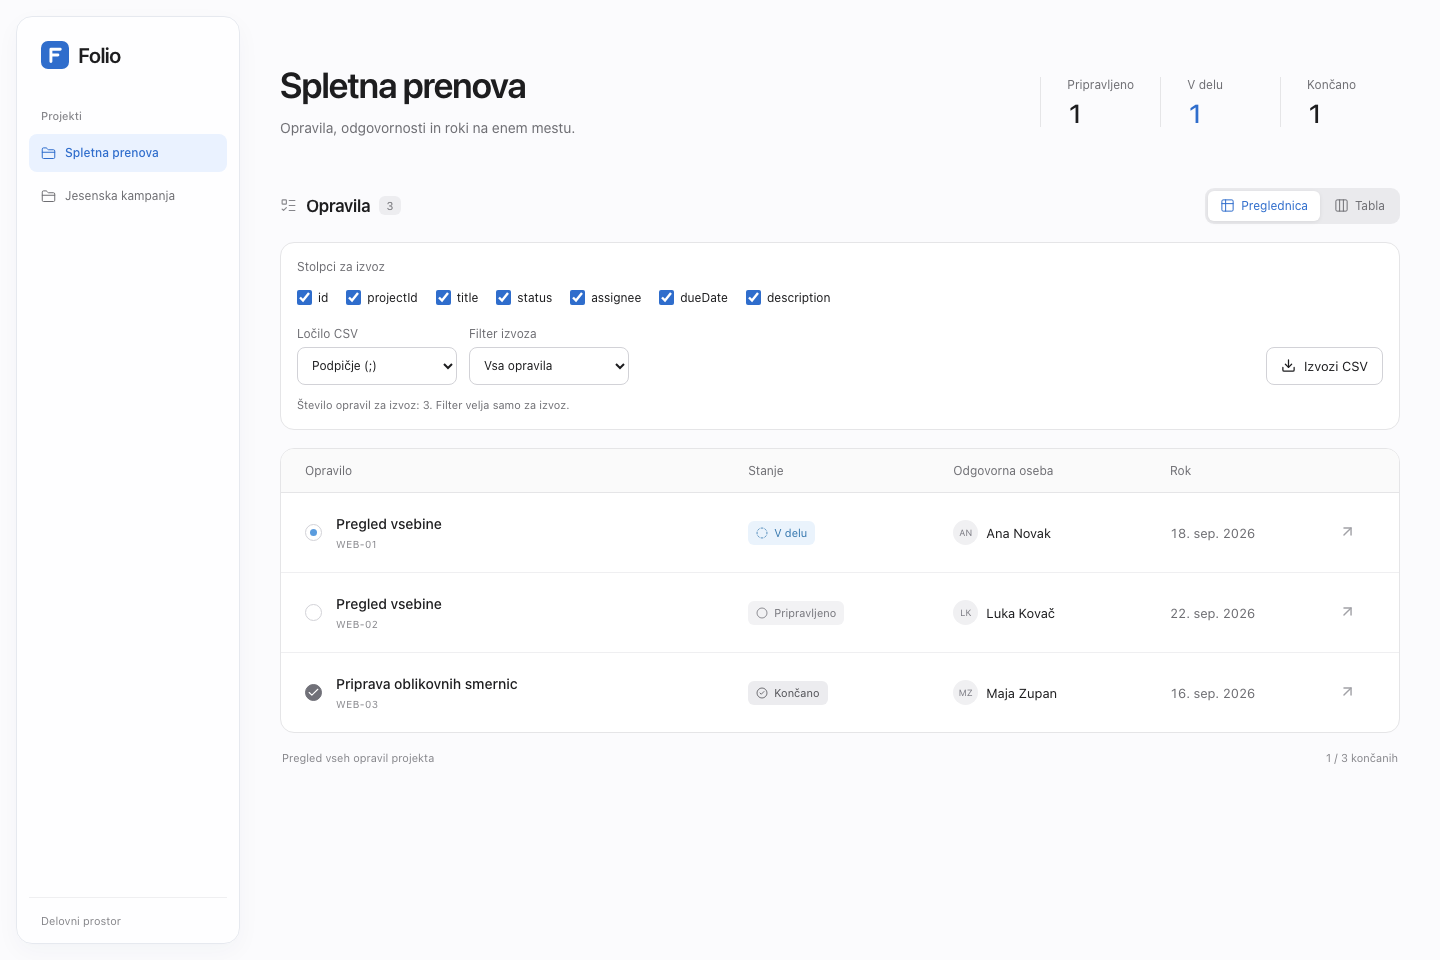 Folio
Projekti
Spletna prenova
Jesenska kampanja
Delovni prostor
Spletna prenova
Opravila, odgovornosti in roki na enem mestu.
Pripravljeno
1
V delu
1
Končano
1
Opravila 3
Preglednica Tabla
Stolpci za izvoz
id projectId title status assignee dueDate description
Ločilo CSV Filter izvoza
Podpičje (;) Vsa opravila Izvozi CSV
Število opravil za izvoz: 3. Filter velja samo za izvoz.
Opravilo Stanje Odgovorna oseba Rok
Pregled vsebine
WEB-01
V delu AN Ana Novak 18. sep. 2026
Pregled vsebine
WEB-02
Pripravljeno LK Luka Kovač 22. sep. 2026
Priprava oblikovnih smernic
WEB-03
Končano MZ Maja Zupan 16. sep. 2026
Pregled vseh opravil projekta 1 / 3 končanih